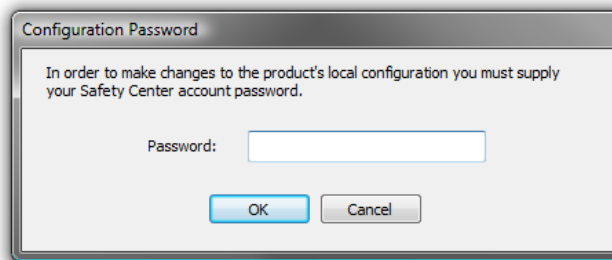 Configuration Password
In order to make changes to the product's local configuration you must supply
your Safety Center account password.
Password:
OK Cancel